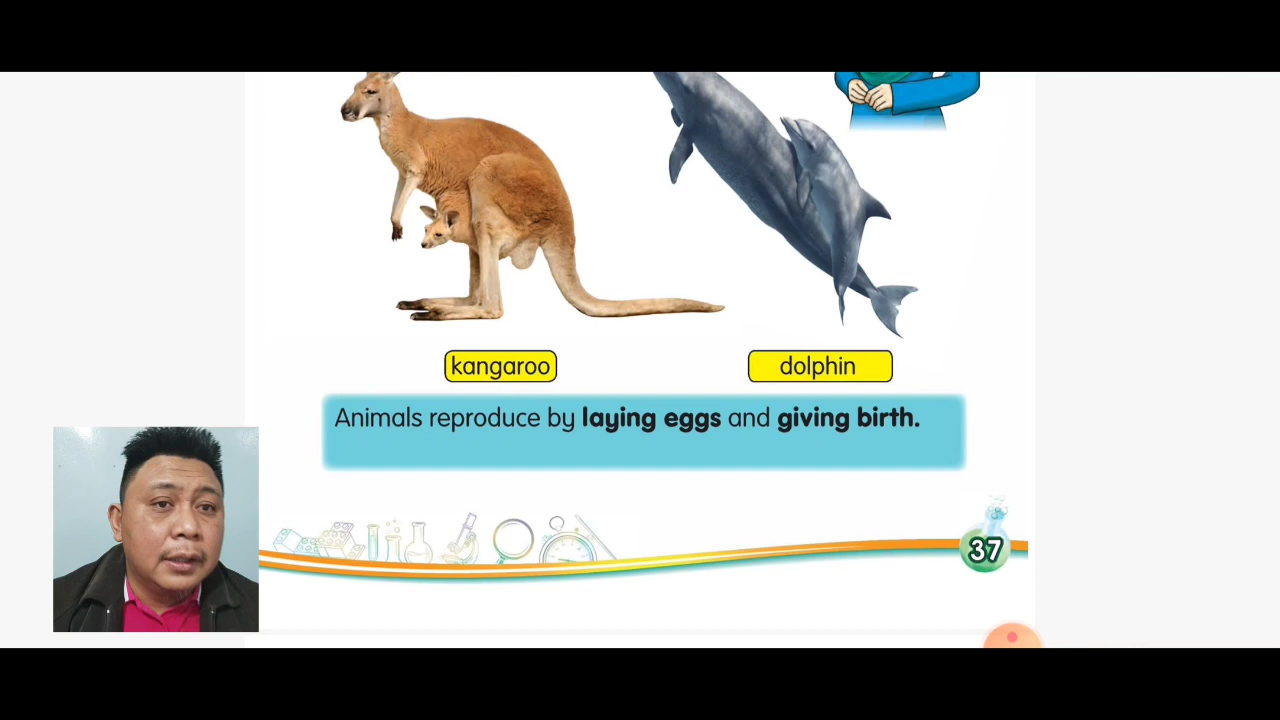 kangaroo
dolphin
Animals reproduce by laying eggs and giving birth.
37